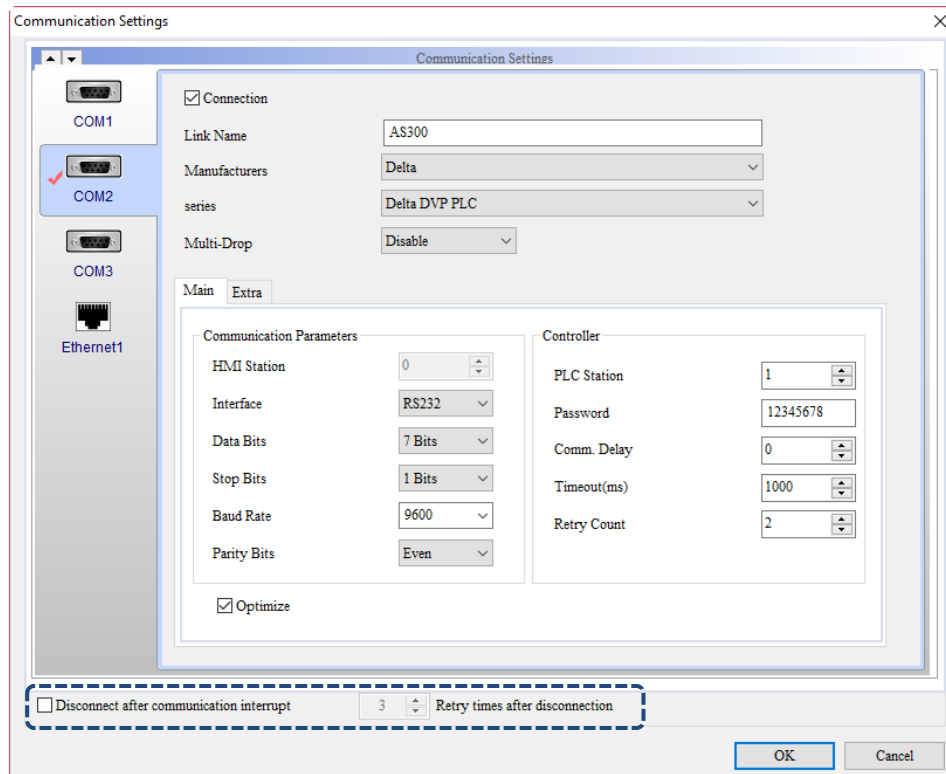 Communication Settings
Communication Settings
COM1
COM2
COM3
Ethernet1
Connection
Link Name AS300
Manufacturers Delta
series Delta DVP PLC
Multi-Drop Disable
Main Extra
Communication Parameters
HMI Station 0
Interface RS232
Data Bits 7 Bits
Stop Bits 1 Bits
Baud Rate 9600
Parity Bits Even
Optimize
Controller
PLC Station 1
Password 12345678
Comm. Delay 0
Timeout(ms) 1000
Retry Count 2
Disconnect after communication interrupt 3 Retry times after disconnection
OK Cancel